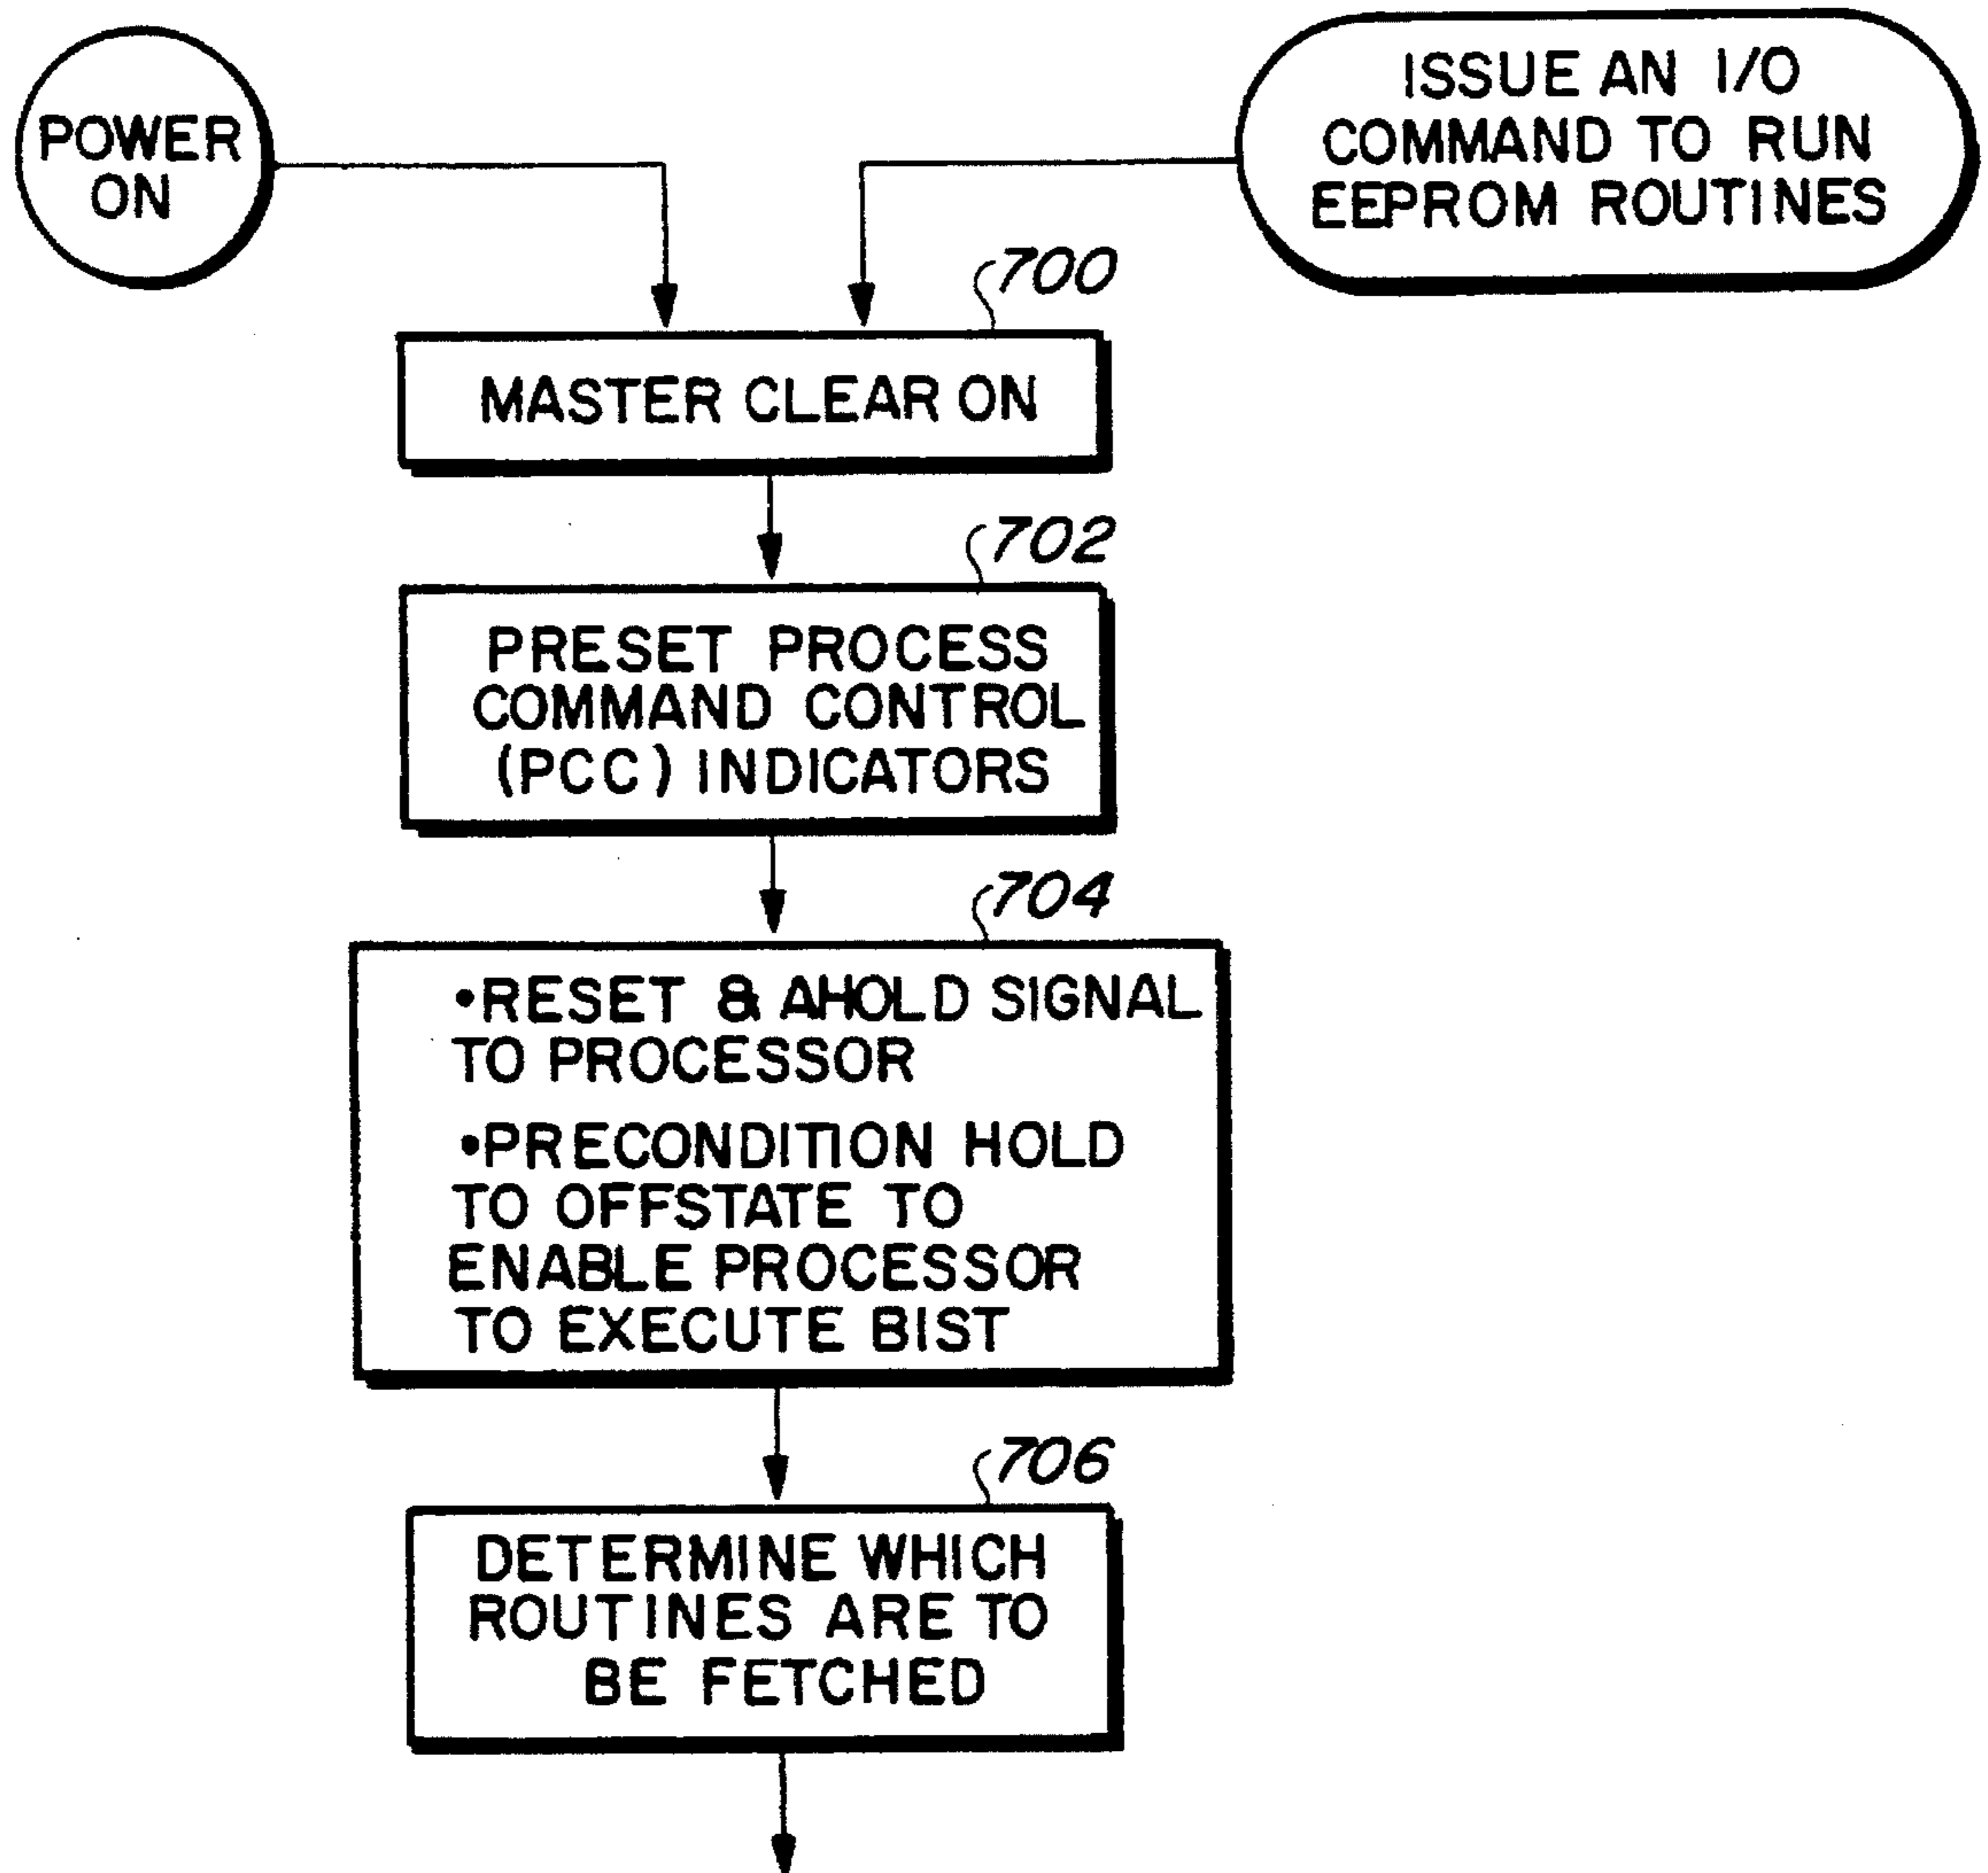 POWER
ON
ISSUE AN I/O
COMMAND TO RUN
EEPROM ROUTINES
700
MASTER CLEAR ON
702
PRESET PROCESS
COMMAND CONTROL
(PCC) INDICATORS
704
•RESET & AHOLD SIGNAL
TO PROCESSOR
•PRECONDITION HOLD
TO OFFSTATE TO
ENABLE PROCESSOR
TO EXECUTE BIST
706
DETERMINE WHICH
ROUTINES ARE TO
BE FETCHED